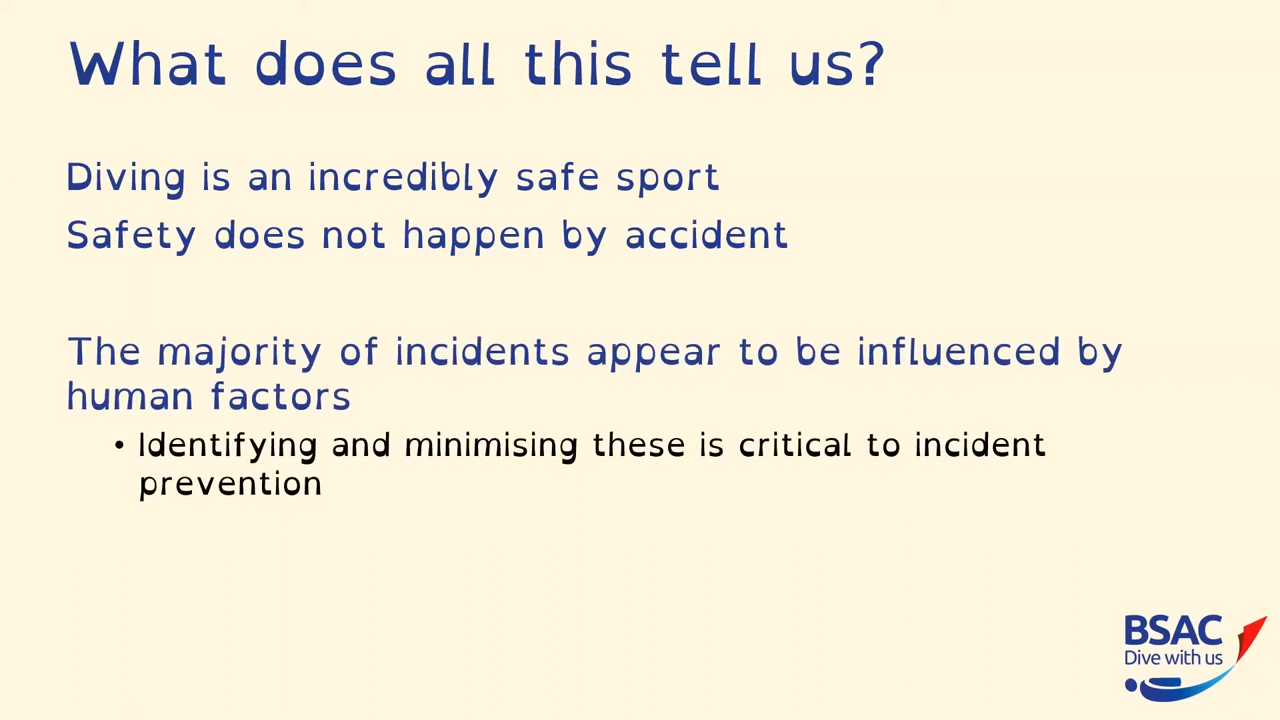 What does all this tell us?
Diving is an incredibly safe sport
Safety does not happen by accident
The majority of incidents appear to be influenced by
human factors
• Identifying and minimising these is critical to incident
prevention
BSAC
Dive with us